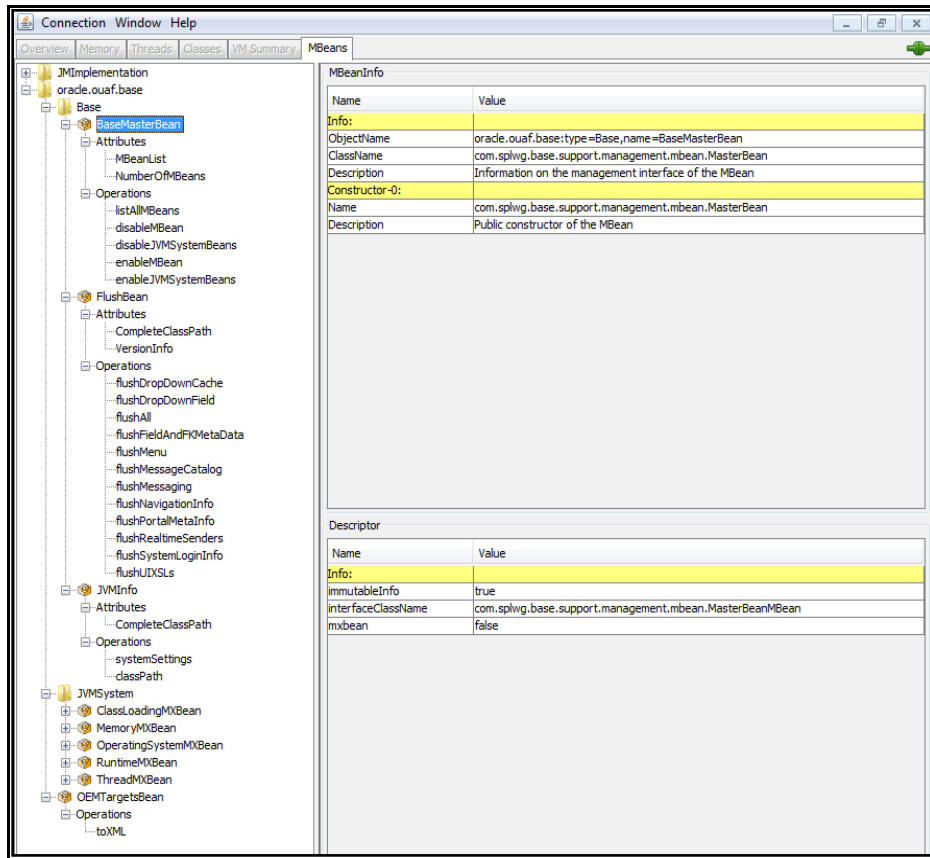 Connection Window Help
Overview Memory Threads Classes VM Summary MBeans
JMImplementation
oracle.ouaf.base
Base
BaseMasterBean
Attributes
MBeanList
NumberOfMBeans
Operations
listAllMBeans
disableMBean
disableJVMSystemBeans
enableMBean
enableJVMSystemBeans
FlushBean
Attributes
CompleteClassPath
VersionInfo
Operations
flushDropDownCache
flushDropDownField
flushAll
flushFieldAndFKMetaData
flushMenu
flushMessageCatalog
flushMessaging
flushNavigationInfo
flushPortalMetaInfo
flushRealtimeSenders
flushSystemLoginInfo
flushUIXSLs
JVMInfo
Attributes
CompleteClassPath
Operations
systemSettings
classPath
JVMSystem
ClassLoadingMXBean
MemoryMXBean
OperatingSystemMXBean
RuntimeMXBean
ThreadMXBean
OEMTargetsBean
Operations
toXML
MBeanInfo
Name Value
Info:
ObjectName oracle.ouaf.base:type=Base,name=BaseMasterBean
ClassName com.splwg.base.support.management.mbean.MasterBean
Description Information on the management interface of the MBean
Constructor-0:
Name com.splwg.base.support.management.mbean.MasterBean
Description Public constructor of the MBean
Descriptor
Name Value
Info:
immutableInfo true
interfaceClassName com.splwg.base.support.management.mbean.MasterBeanMBean
mxbean false